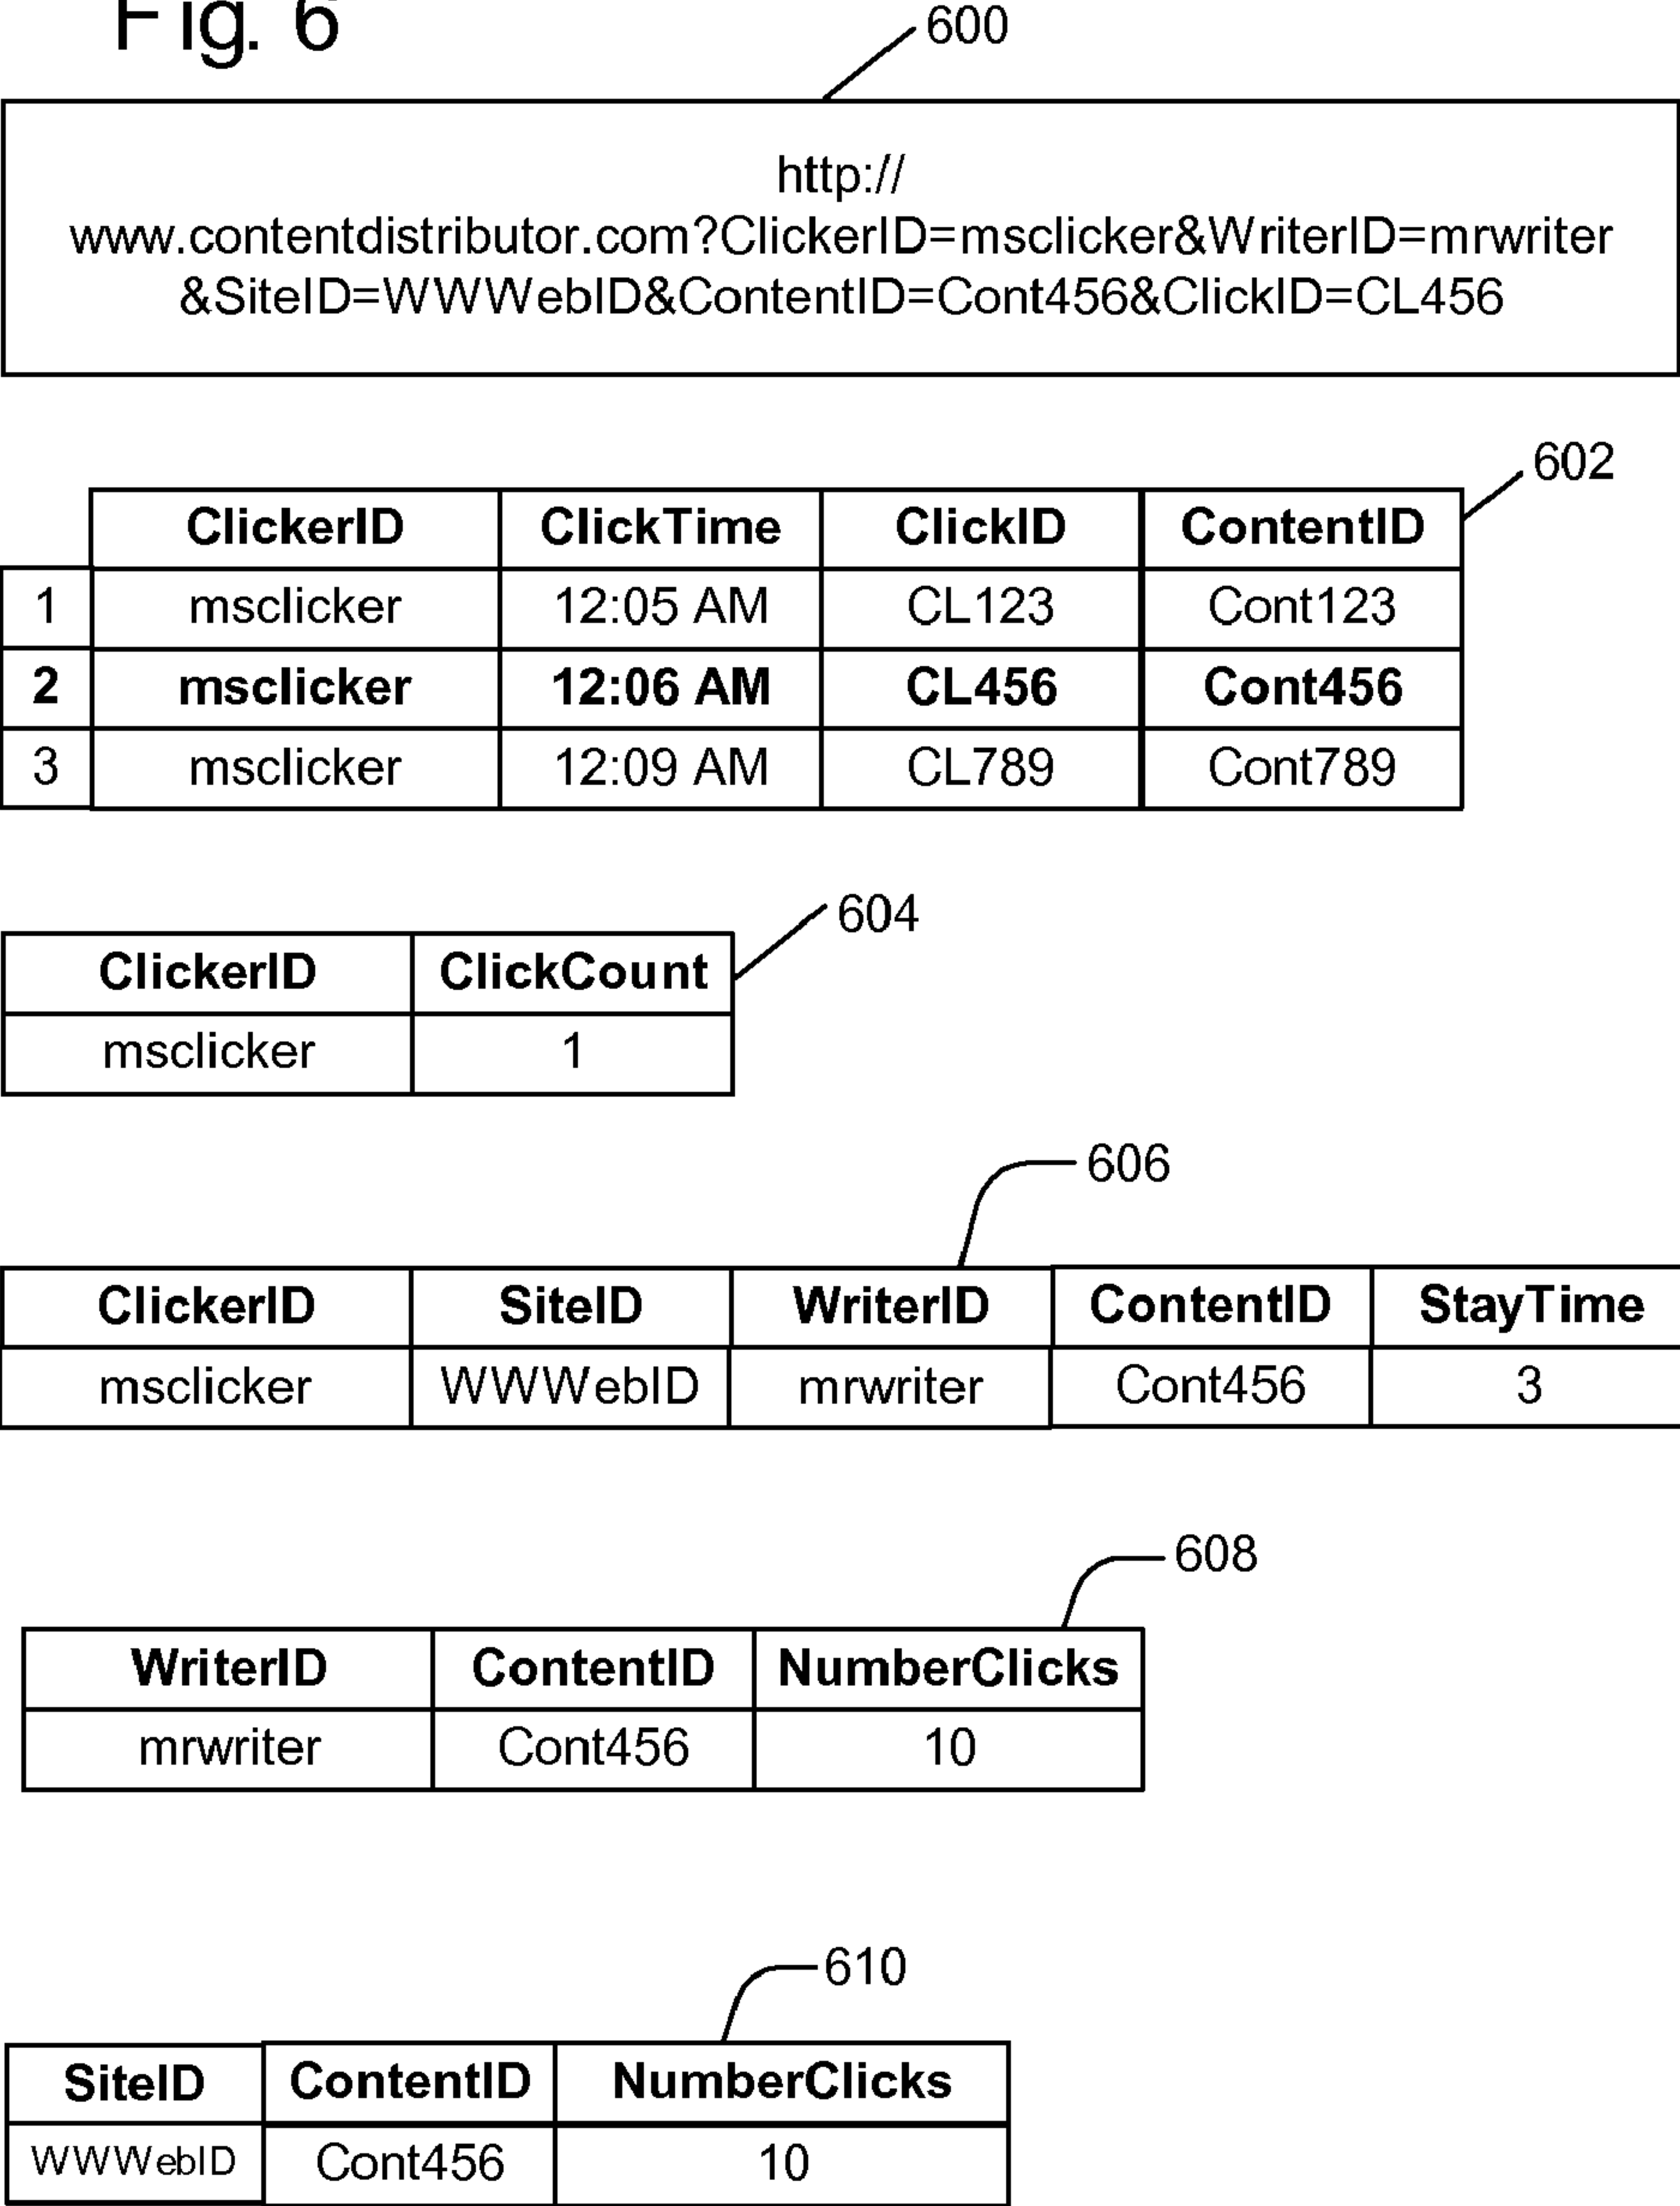 Fig. 6
600
http://
www.contentdistributor.com?ClickerID=msclicker&WriterID=mrwriter
&SiteID=WWWebID&ContentID=Cont456&ClickID=CL456
602
ClickerID ClickTime ClickID ContentID
1 msclicker 12:05 AM CL123 Cont123
2 msclicker 12:06 AM CL456 Cont456
3 msclicker 12:09 AM CL789 Cont789
604
ClickerID ClickCount
msclicker 1
606
ClickerID SiteID WriterID ContentID StayTime
msclicker WWWebID mrwriter Cont456 3
608
WriterID ContentID NumberClicks
mrwriter Cont456 10
610
SiteID ContentID NumberClicks
WWWebID Cont456 10